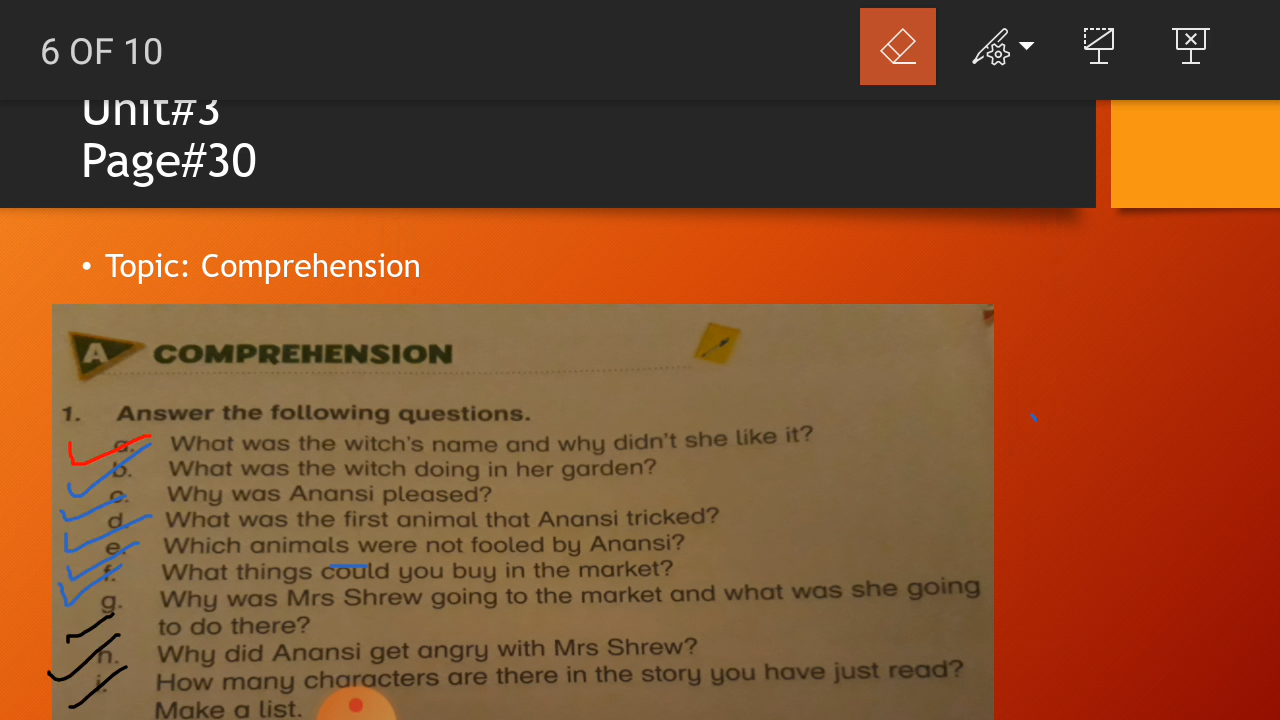 6 OF 10
Unit#3
Page#30
• Topic: Comprehension
A COMPREHENSION
1. Answer the following questions.
a. What was the witch's name and why didn't she like it?
b. What was the witch doing in her garden?
c. Why was Anansi pleased?
d. What was the first animal that Anansi tricked?
e. Which animals were not fooled by Anansi?
f. What things could you buy in the market?
g. Why was Mrs Shrew going to the market and what was she going
to do there?
h. Why did Anansi get angry with Mrs Shrew?
i. How many characters are there in the story you have just read?
Make a list.